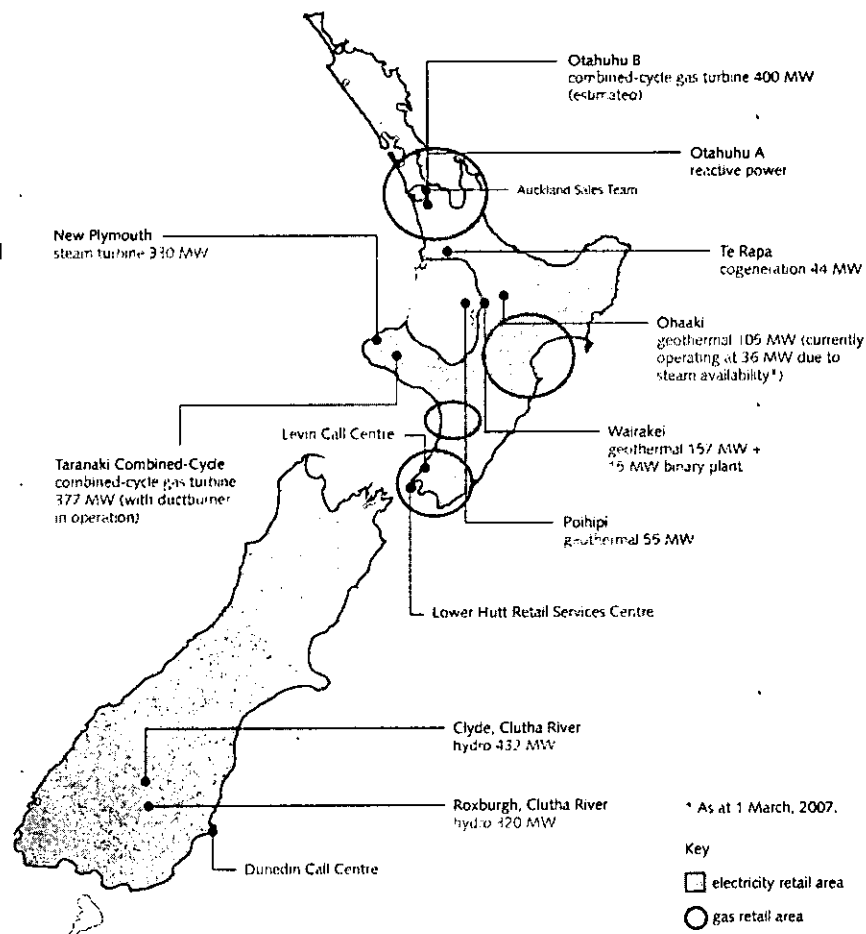 Otahuhu B
combined-cycle gas turbine 400 MW
(estimated)
Otahuhu A
reactive power
Auckland Sales Team
New Plymouth
steam turbine 330 MW
Te Rapa
cogeneration 44 MW
Ohaaki
geothermal 105 MW (currently
operating at 36 MW due to
steam availability*)
Levin Call Centre
Wairakei
geothermal 157 MW +
15 MW binary plant
Taranaki Combined-Cycle
combined-cycle gas turbine
377 MW (with ductburner
in operation)
Poihipi
geothermal 55 MW
Lower Hutt Retail Services Centre
Clyde, Clutha River
hydro 432 MW
Roxburgh, Clutha River
hydro 320 MW
* As at 1 March, 2007.
Dunedin Call Centre
Key
electricity retail area
gas retail area